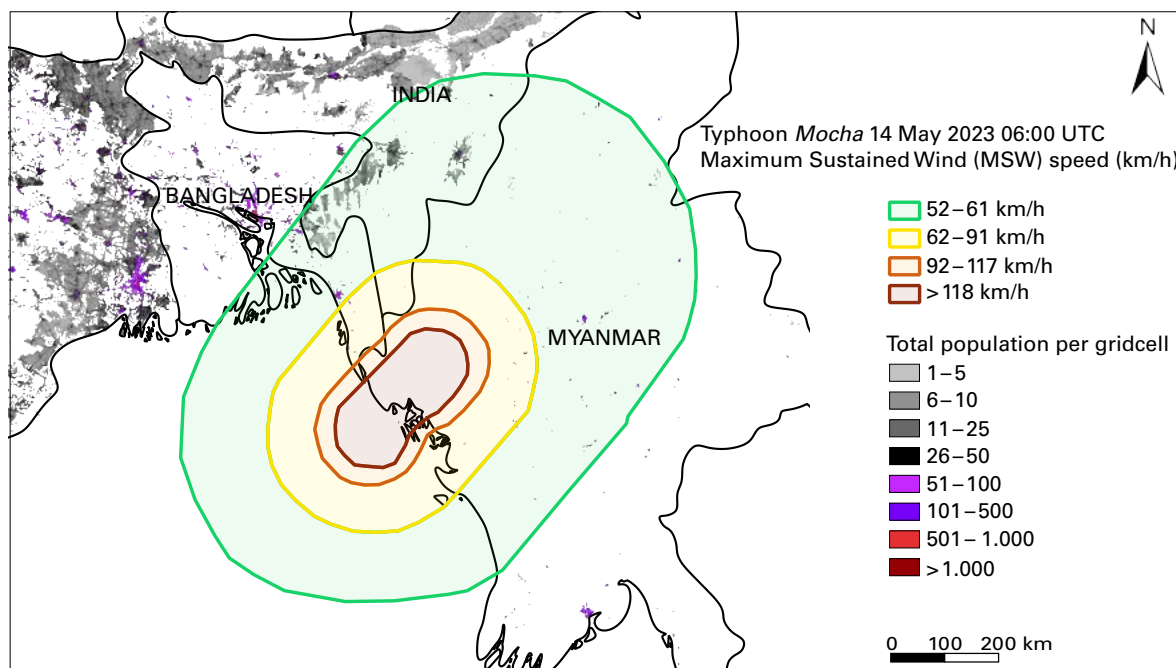 N
INDIA
BANGLADESH
MYANMAR
Typhoon Mocha 14 May 2023 06:00 UTC
Maximum Sustained Wind (MSW) speed (km/h)
52–61 km/h
62–91 km/h
92–117 km/h
>118 km/h
Total population per gridcell
1–5
6–10
11–25
26–50
51–100
101–500
501–1.000
>1.000
0 100 200 km